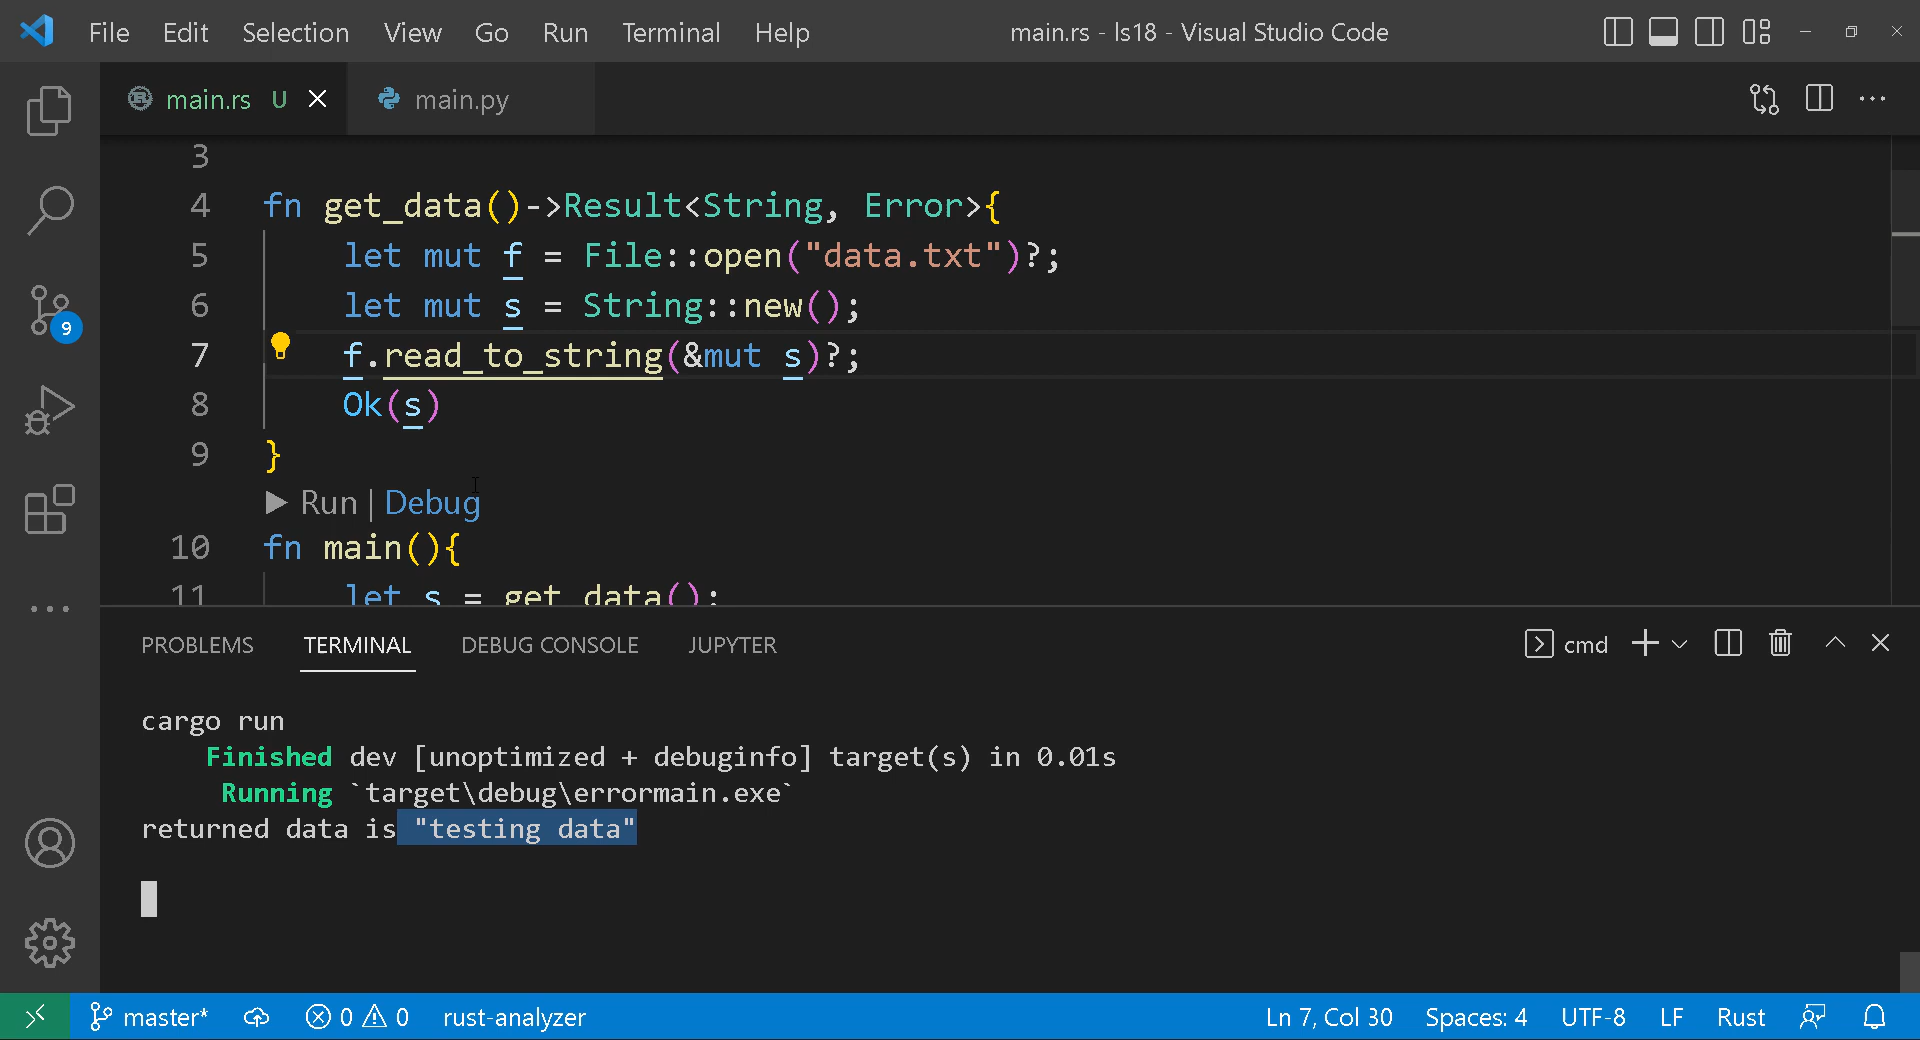 File Edit Selection View Go Run Terminal Help main.rs - ls18 - Visual Studio Code
main.rs U main.py
3
4 fn get_data()->Result<String, Error>{
5 let mut f = File::open("data.txt")?;
6 let mut s = String::new();
7 f.read_to_string(&mut s)?;
8 Ok(s)
9 }
Run | Debug
10 fn main(){
11 let s = get_data();
9
PROBLEMS TERMINAL DEBUG CONSOLE JUPYTER cmd
cargo run
Finished dev [unoptimized + debuginfo] target(s) in 0.01s
Running `target\debug\errormain.exe`
returned data is "testing data"
master* 0 0 rust-analyzer Ln 7, Col 30 Spaces: 4 UTF-8 LF Rust